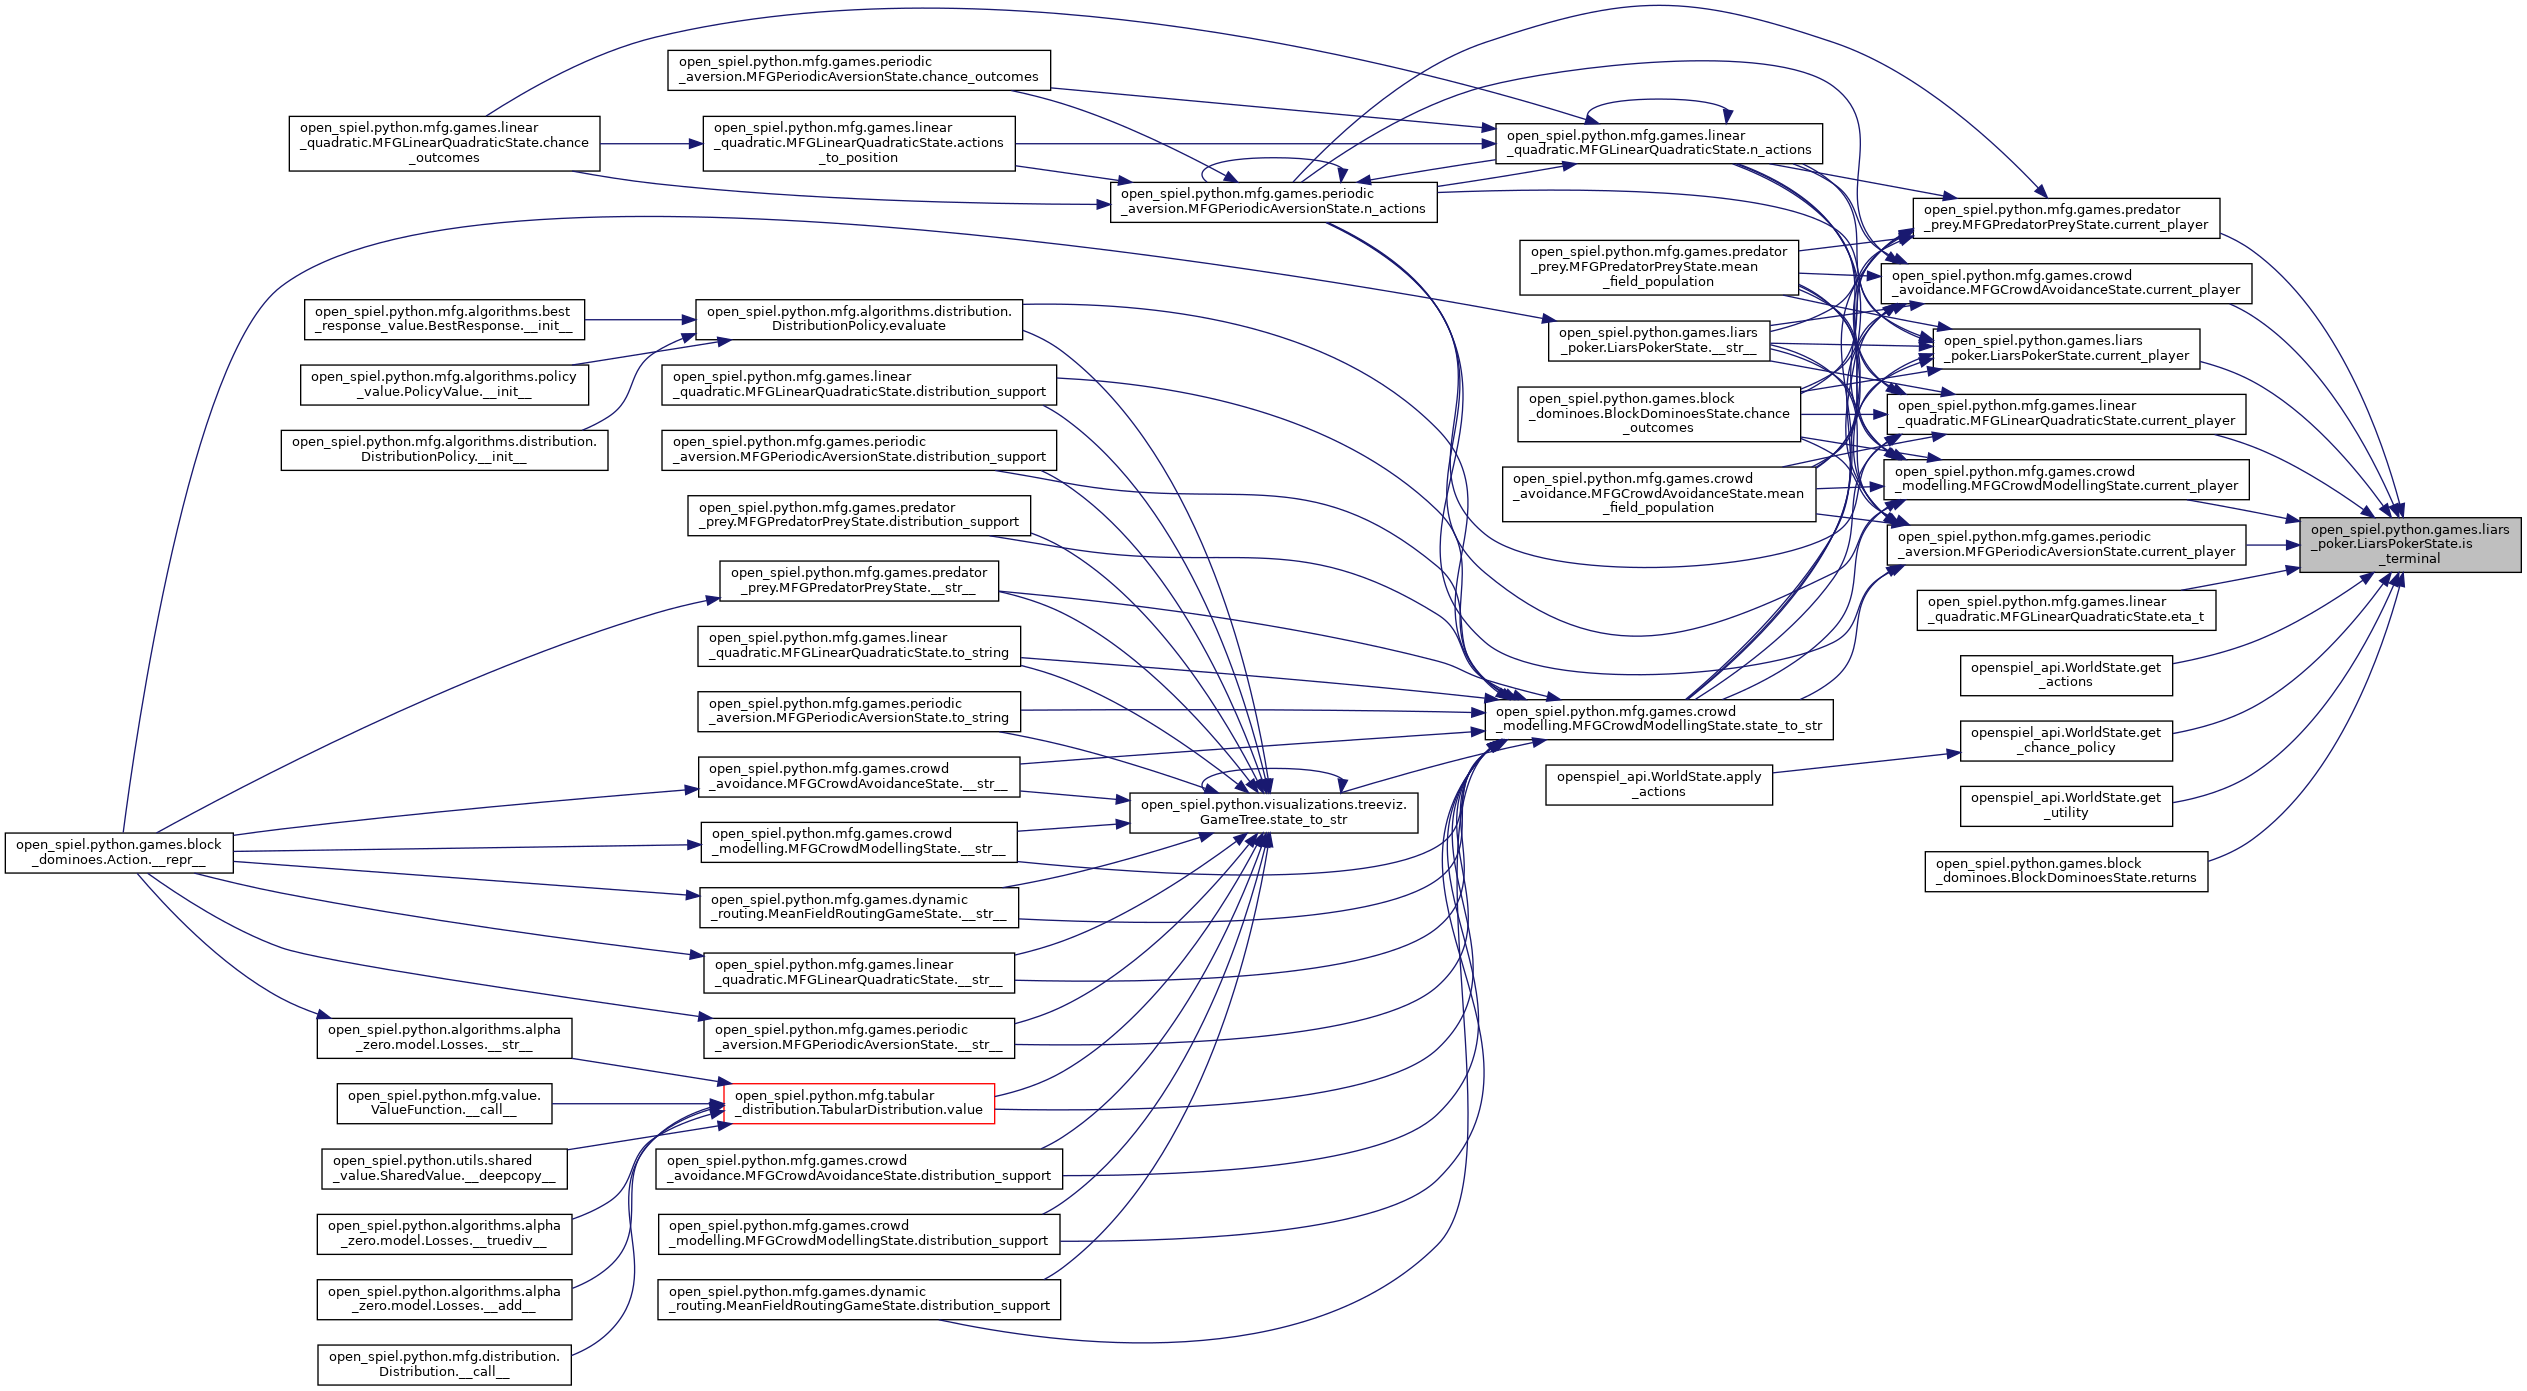 open_spiel.python.games.block
_dominoes.Action.__repr__
open_spiel.python.mfg.games.linear
_quadratic.MFGLinearQuadraticState.chance
_outcomes
open_spiel.python.mfg.algorithms.best
_response_value.BestResponse.__init__
open_spiel.python.mfg.algorithms.policy
_value.PolicyValue.__init__
open_spiel.python.mfg.algorithms.distribution.
DistributionPolicy.__init__
open_spiel.python.algorithms.alpha
_zero.model.Losses.__str__
open_spiel.python.mfg.value.
ValueFunction.__call__
open_spiel.python.utils.shared
_value.SharedValue.__deepcopy__
open_spiel.python.algorithms.alpha
_zero.model.Losses.__truediv__
open_spiel.python.algorithms.alpha
_zero.model.Losses.__add__
open_spiel.python.mfg.distribution.
Distribution.__call__
open_spiel.python.mfg.games.periodic
_aversion.MFGPeriodicAversionState.chance_outcomes
open_spiel.python.mfg.games.linear
_quadratic.MFGLinearQuadraticState.actions
_to_position
open_spiel.python.mfg.algorithms.distribution.
DistributionPolicy.evaluate
open_spiel.python.mfg.games.linear
_quadratic.MFGLinearQuadraticState.distribution_support
open_spiel.python.mfg.games.periodic
_aversion.MFGPeriodicAversionState.distribution_support
open_spiel.python.mfg.games.predator
_prey.MFGPredatorPreyState.distribution_support
open_spiel.python.mfg.games.predator
_prey.MFGPredatorPreyState.__str__
open_spiel.python.mfg.games.linear
_quadratic.MFGLinearQuadraticState.to_string
open_spiel.python.mfg.games.periodic
_aversion.MFGPeriodicAversionState.to_string
open_spiel.python.mfg.games.crowd
_avoidance.MFGCrowdAvoidanceState.__str__
open_spiel.python.mfg.games.crowd
_modelling.MFGCrowdModellingState.__str__
open_spiel.python.mfg.games.dynamic
_routing.MeanFieldRoutingGameState.__str__
open_spiel.python.mfg.games.linear
_quadratic.MFGLinearQuadraticState.__str__
open_spiel.python.mfg.games.periodic
_aversion.MFGPeriodicAversionState.__str__
open_spiel.python.mfg.tabular
_distribution.TabularDistribution.value
open_spiel.python.mfg.games.crowd
_avoidance.MFGCrowdAvoidanceState.distribution_support
open_spiel.python.mfg.games.crowd
_modelling.MFGCrowdModellingState.distribution_support
open_spiel.python.mfg.games.dynamic
_routing.MeanFieldRoutingGameState.distribution_support
open_spiel.python.mfg.games.periodic
_aversion.MFGPeriodicAversionState.n_actions
open_spiel.python.visualizations.treeviz.
GameTree.state_to_str
open_spiel.python.mfg.games.linear
_quadratic.MFGLinearQuadraticState.n_actions
open_spiel.python.mfg.games.predator
_prey.MFGPredatorPreyState.mean
_field_population
open_spiel.python.games.liars
_poker.LiarsPokerState.__str__
open_spiel.python.games.block
_dominoes.BlockDominoesState.chance
_outcomes
open_spiel.python.mfg.games.crowd
_avoidance.MFGCrowdAvoidanceState.mean
_field_population
open_spiel.python.mfg.games.crowd
_modelling.MFGCrowdModellingState.state_to_str
openspiel_api.WorldState.apply
_actions
open_spiel.python.mfg.games.predator
_prey.MFGPredatorPreyState.current_player
open_spiel.python.mfg.games.crowd
_avoidance.MFGCrowdAvoidanceState.current_player
open_spiel.python.games.liars
_poker.LiarsPokerState.current_player
open_spiel.python.mfg.games.linear
_quadratic.MFGLinearQuadraticState.current_player
open_spiel.python.mfg.games.crowd
_modelling.MFGCrowdModellingState.current_player
open_spiel.python.mfg.games.periodic
_aversion.MFGPeriodicAversionState.current_player
open_spiel.python.mfg.games.linear
_quadratic.MFGLinearQuadraticState.eta_t
openspiel_api.WorldState.get
_actions
openspiel_api.WorldState.get
_chance_policy
openspiel_api.WorldState.get
_utility
open_spiel.python.games.block
_dominoes.BlockDominoesState.returns
open_spiel.python.games.liars
_poker.LiarsPokerState.is
_terminal